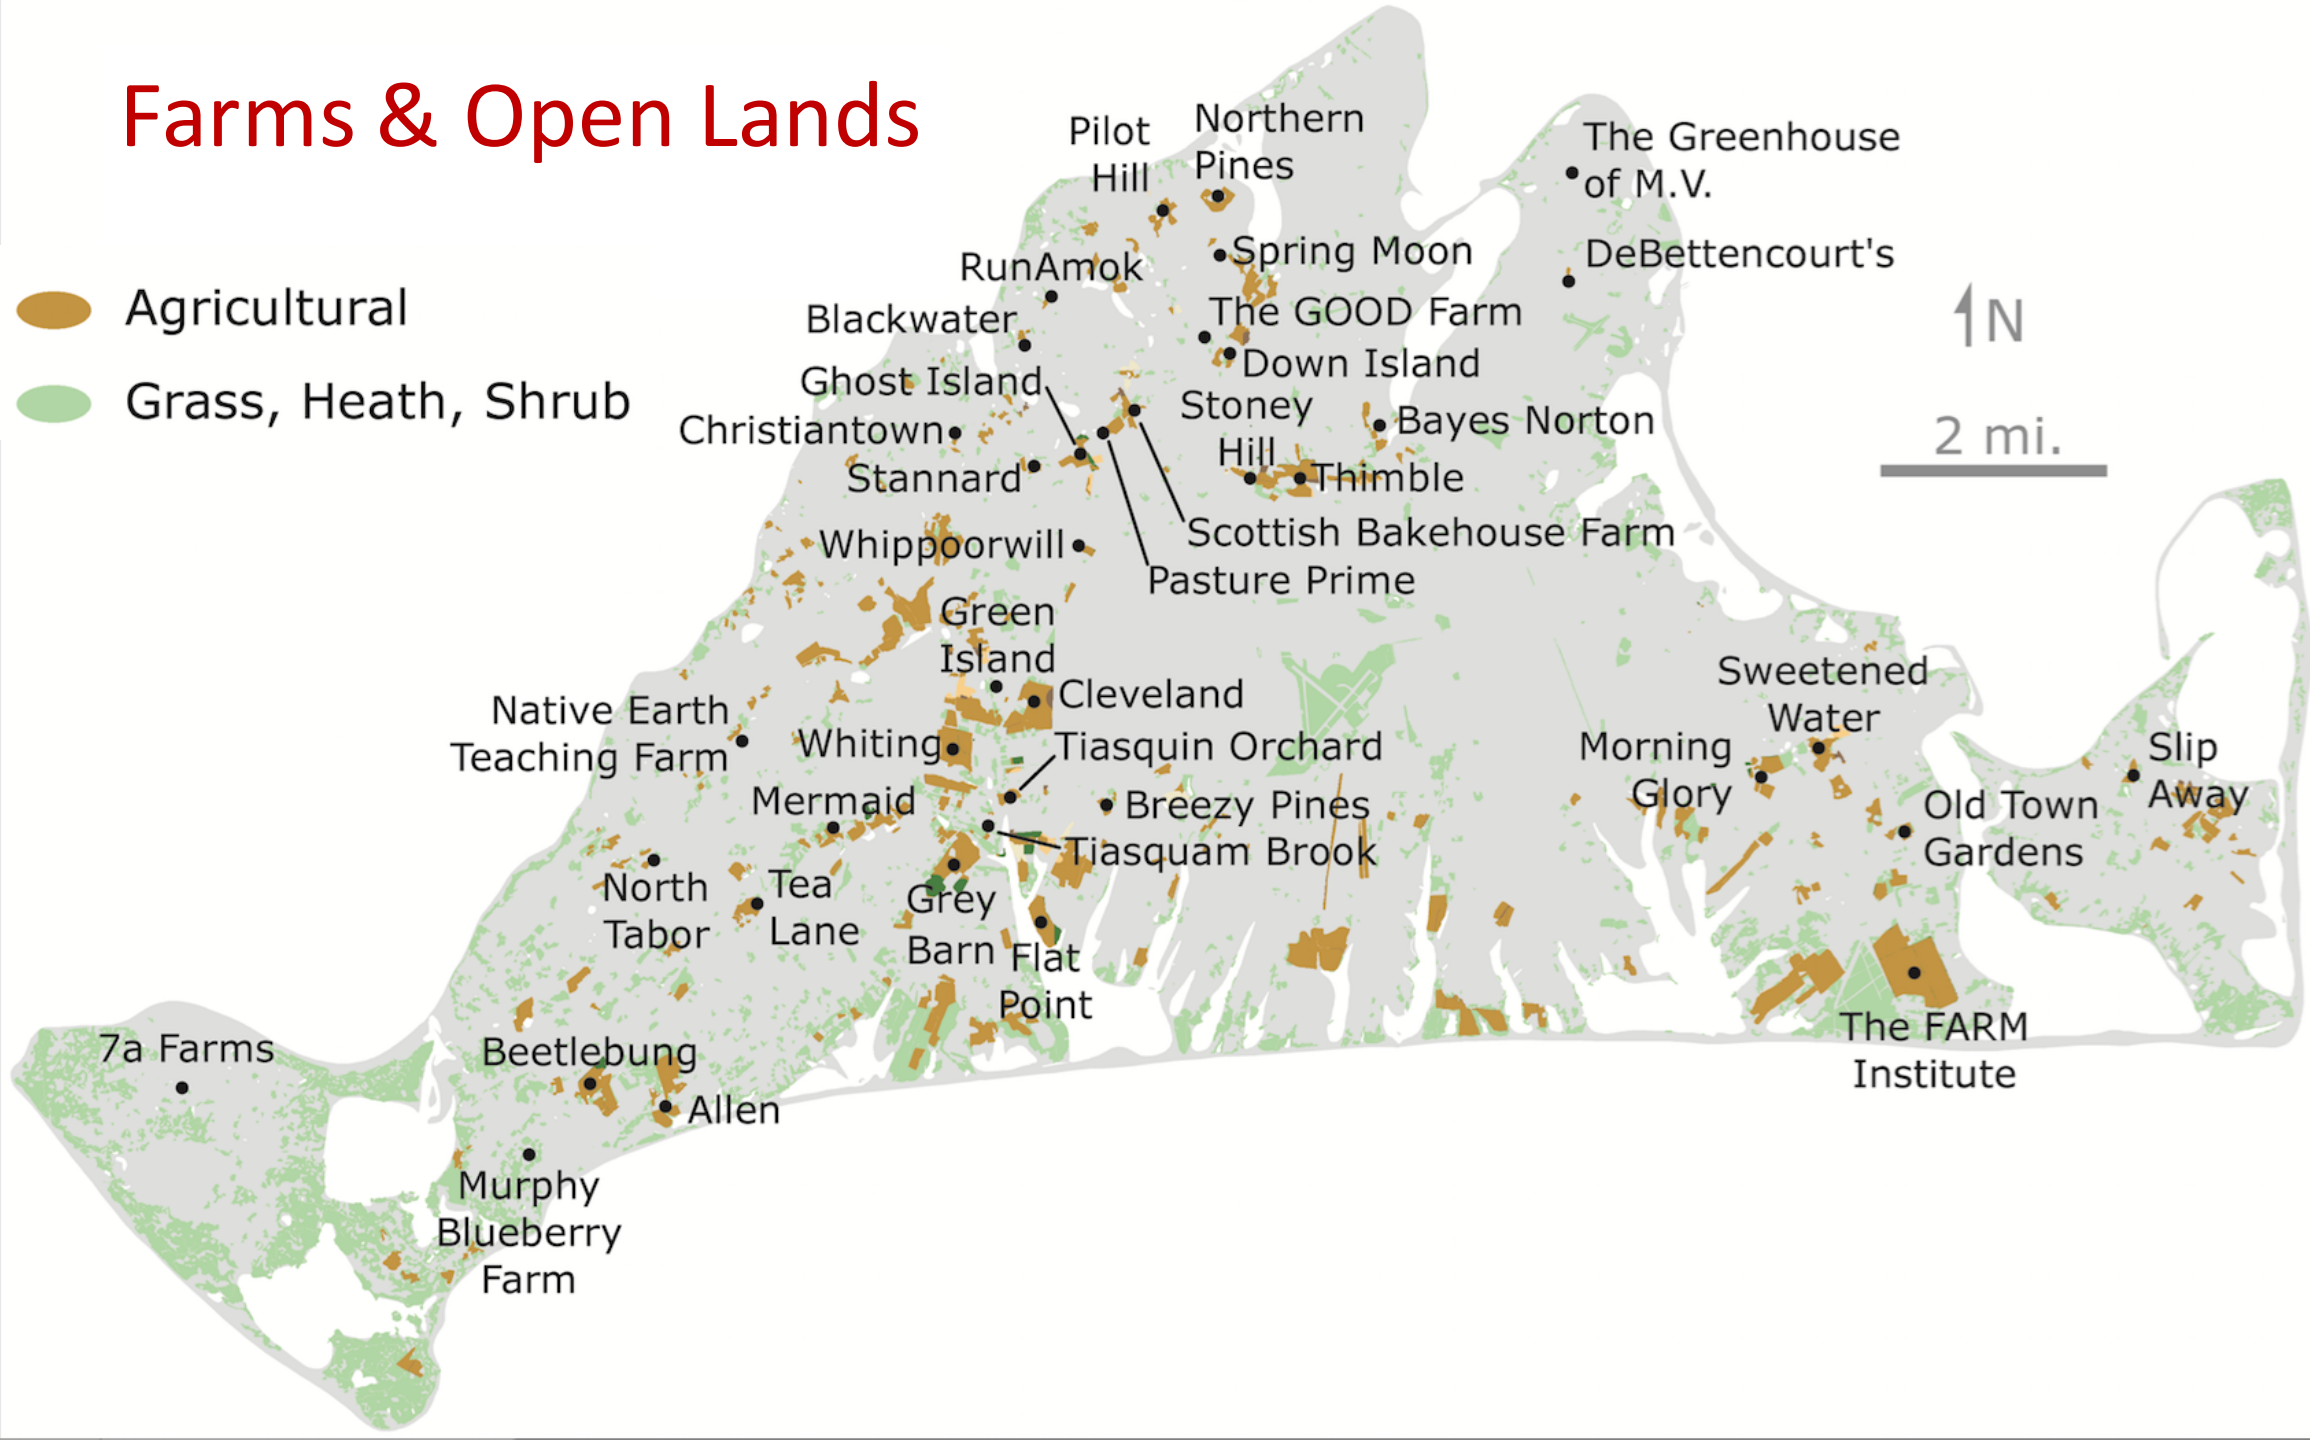 Farms & Open Lands
Agricultural
Grass, Heath, Shrub
Pilot
Hill
Northern
Pines
The Greenhouse
of M.V.
RunAmok
Spring Moon
DeBettencourt's
N
Blackwater
The GOOD Farm
Ghost Island
Down Island
2 mi.
Christiantown
Stoney
Hill
Bayes Norton
Stannard
Thimble
Whippoorwill
Scottish Bakehouse Farm
Pasture Prime
Green
Island
Native Earth
Teaching Farm
Cleveland
Sweetened
Water
Whiting
Tiasquin Orchard
Morning
Glory
Slip
Away
Mermaid
Breezy Pines
Old Town
Gardens
Tiasquam Brook
North
Tabor
Tea
Lane
Grey
Barn
Flat
Point
7a Farms
Beetlebung
The FARM
Institute
Allen
Murphy
Blueberry
Farm